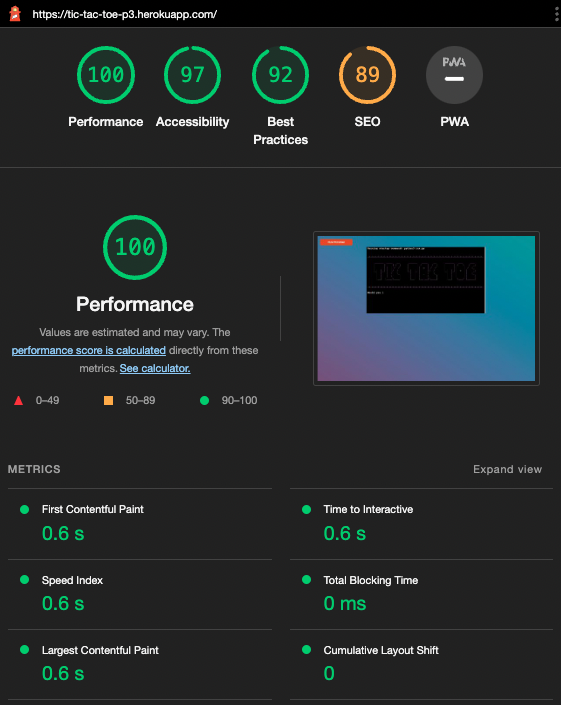 https://tic-tac-toe-p3.herokuapp.com/
100
97
92
89
PWA
Performance
Accessibility
Best
Practices
SEO
PWA
100
Performance
Values are estimated and may vary. The
performance score is calculated directly from these
metrics. See calculator.
0–49
50–89
90–100
TIC TAC TOE
METRICS
Expand view
First Contentful Paint
0.6 s
Time to Interactive
0.6 s
Speed Index
0.6 s
Total Blocking Time
0 ms
Largest Contentful Paint
0.6 s
Cumulative Layout Shift
0